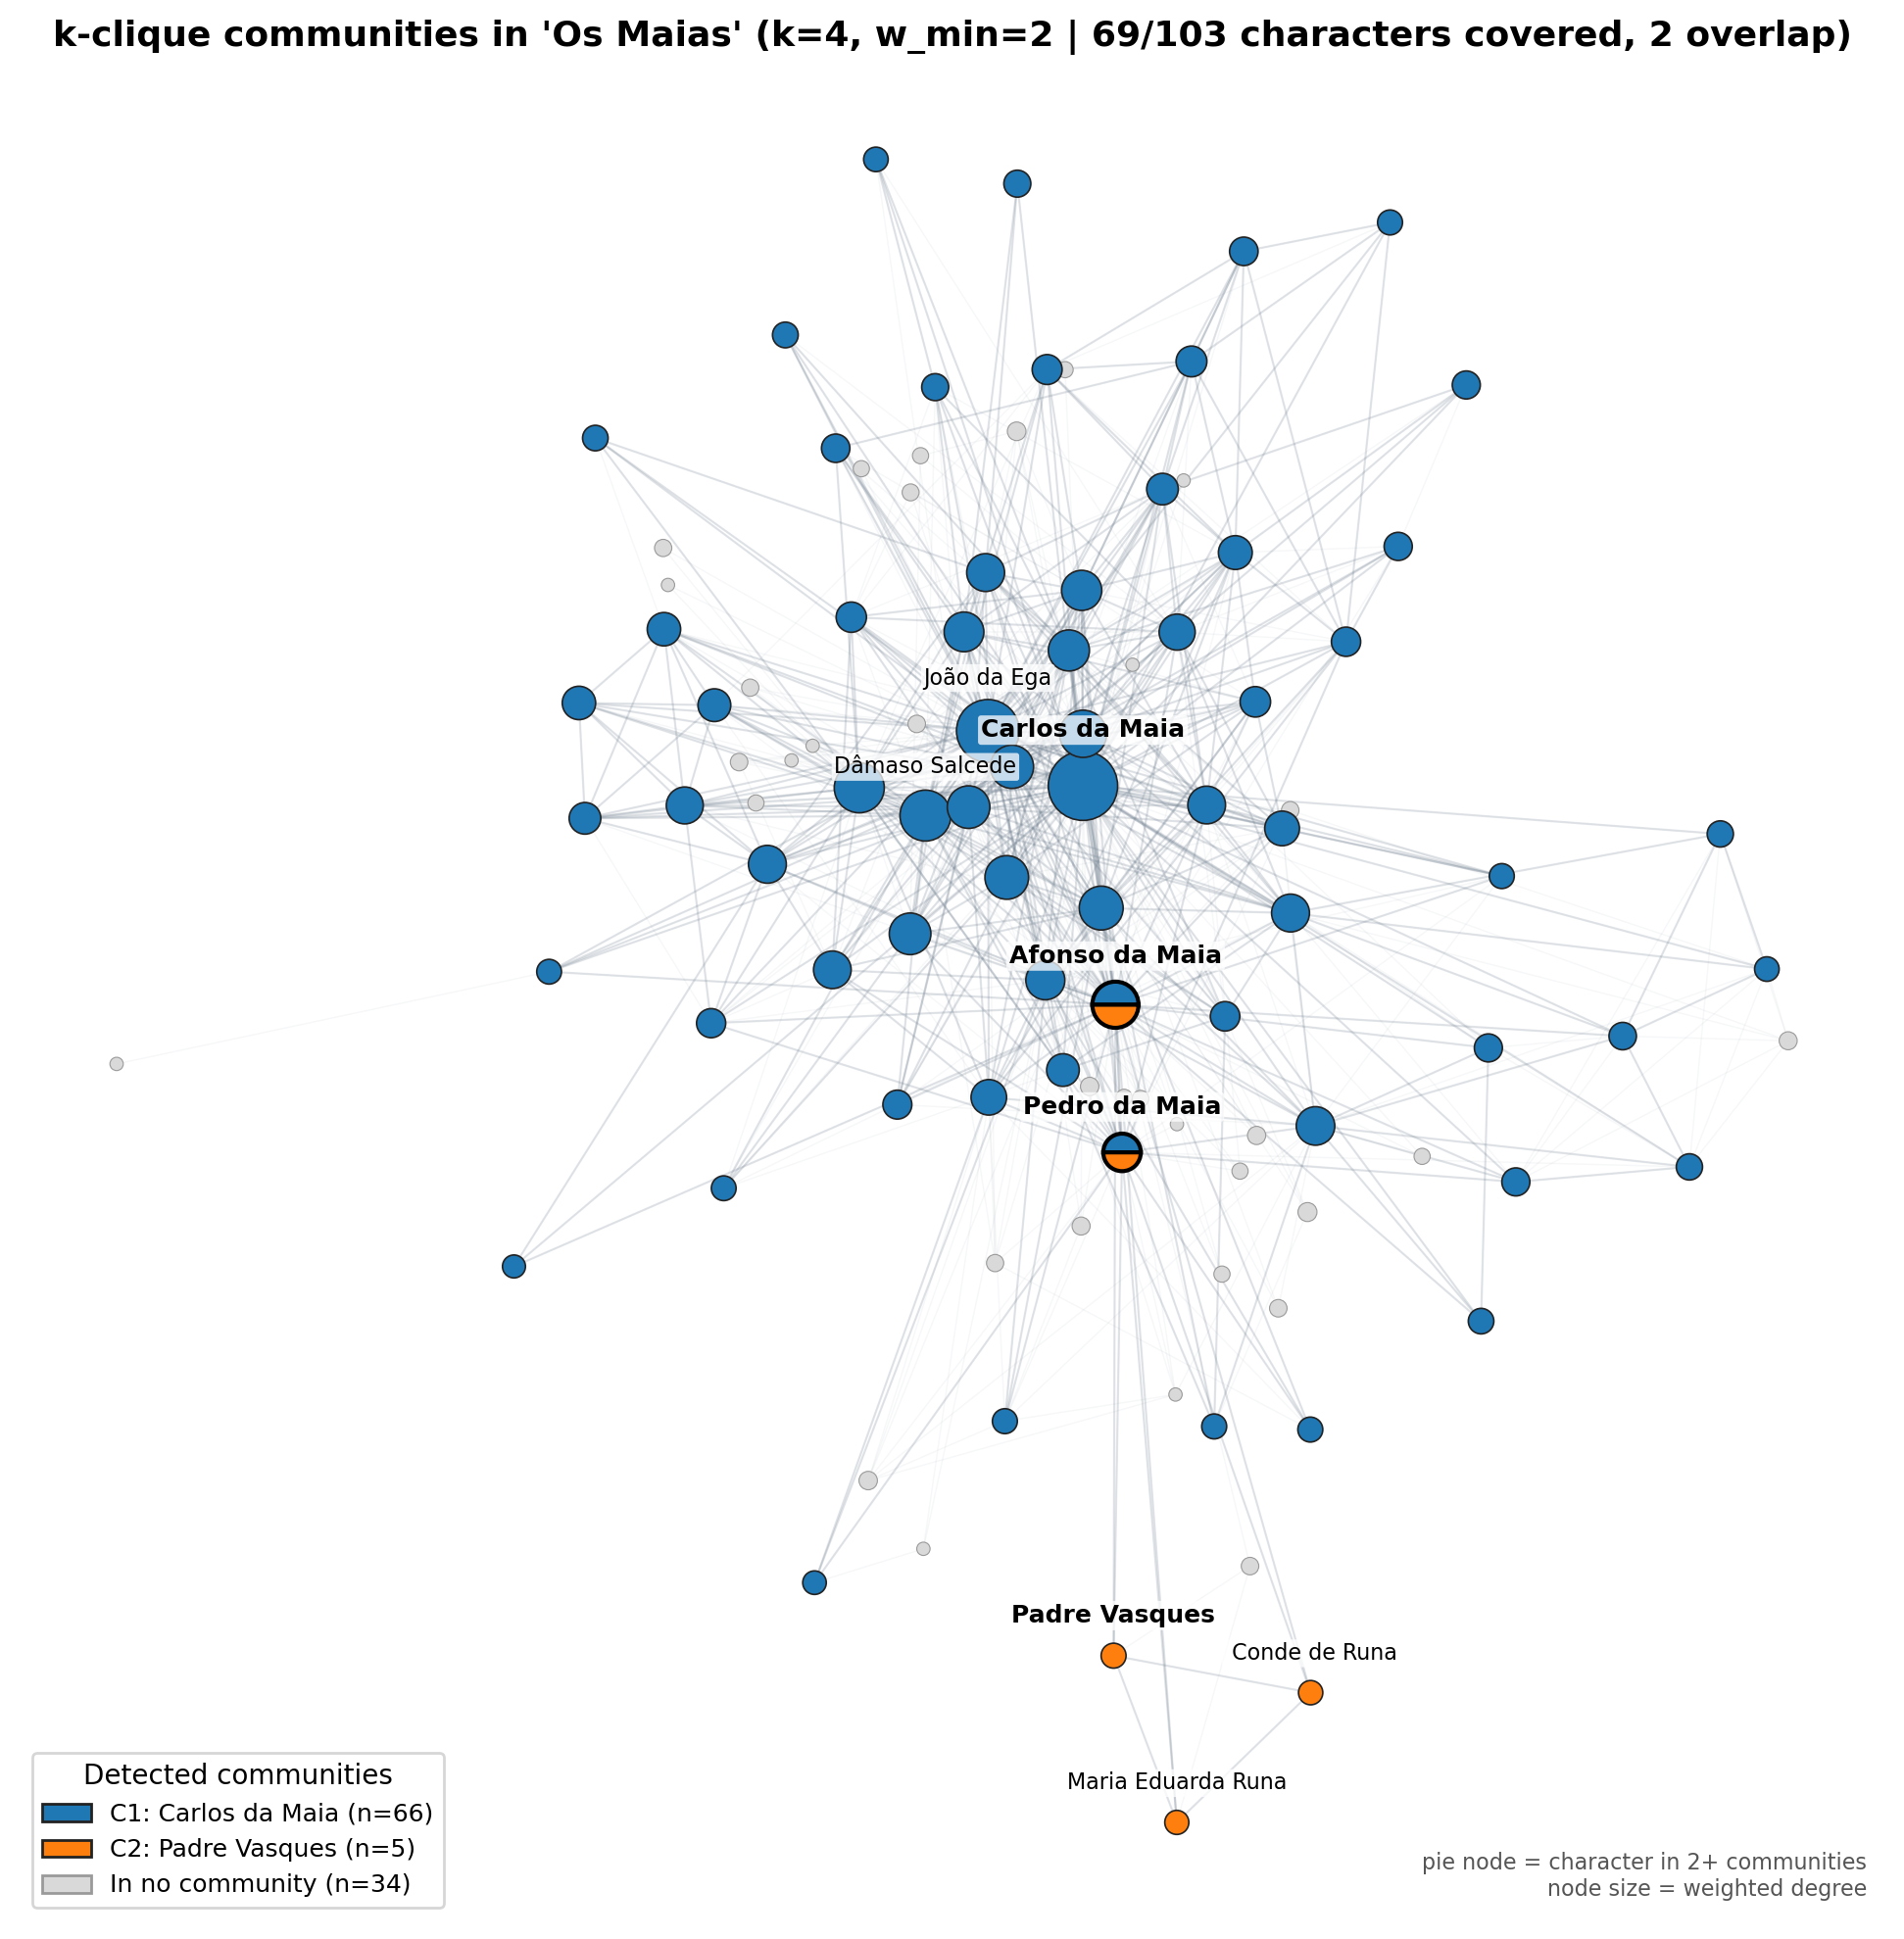 k-clique communities in 'Os Maias' (k=4, w_min=2 | 69/103 characters covered, 2 overlap)
João da Ega
Carlos da Maia
Dâmaso Salcede
Afonso da Maia
Pedro da Maia
Padre Vasques
Conde de Runa
Maria Eduarda Runa
Detected communities
C1: Carlos da Maia (n=66)
C2: Padre Vasques (n=5)
In no community (n=34)
pie node = character in 2+ communities
node size = weighted degree